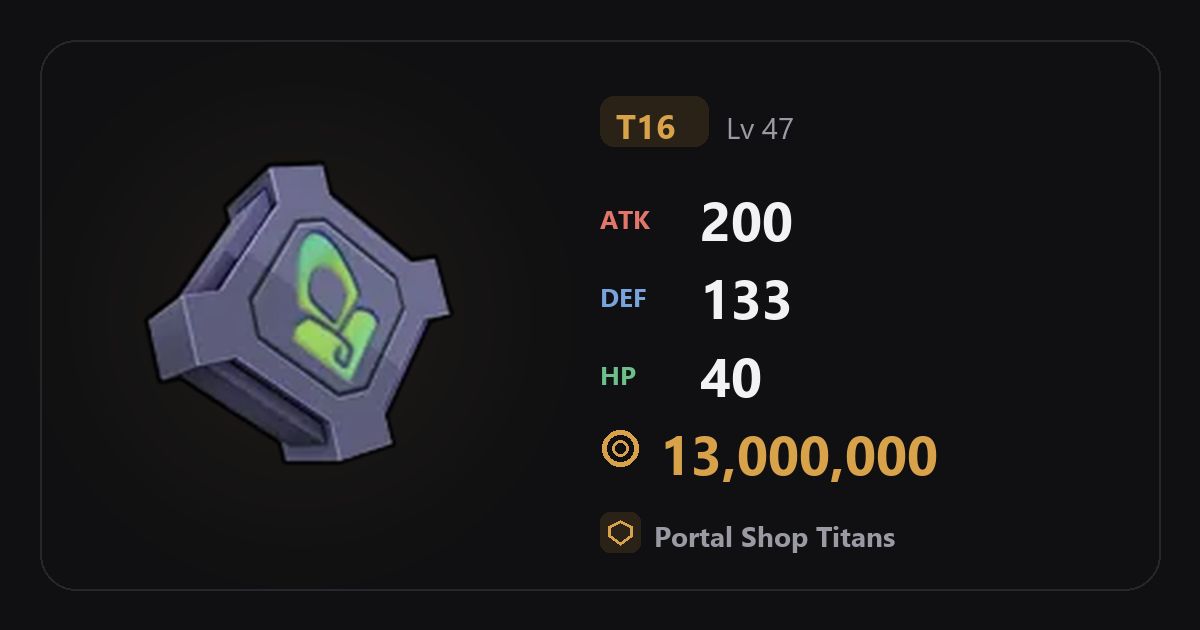 T16 Lv 47
ATK 200
DEF 133
HP 40
13,000,000
Portal Shop Titans